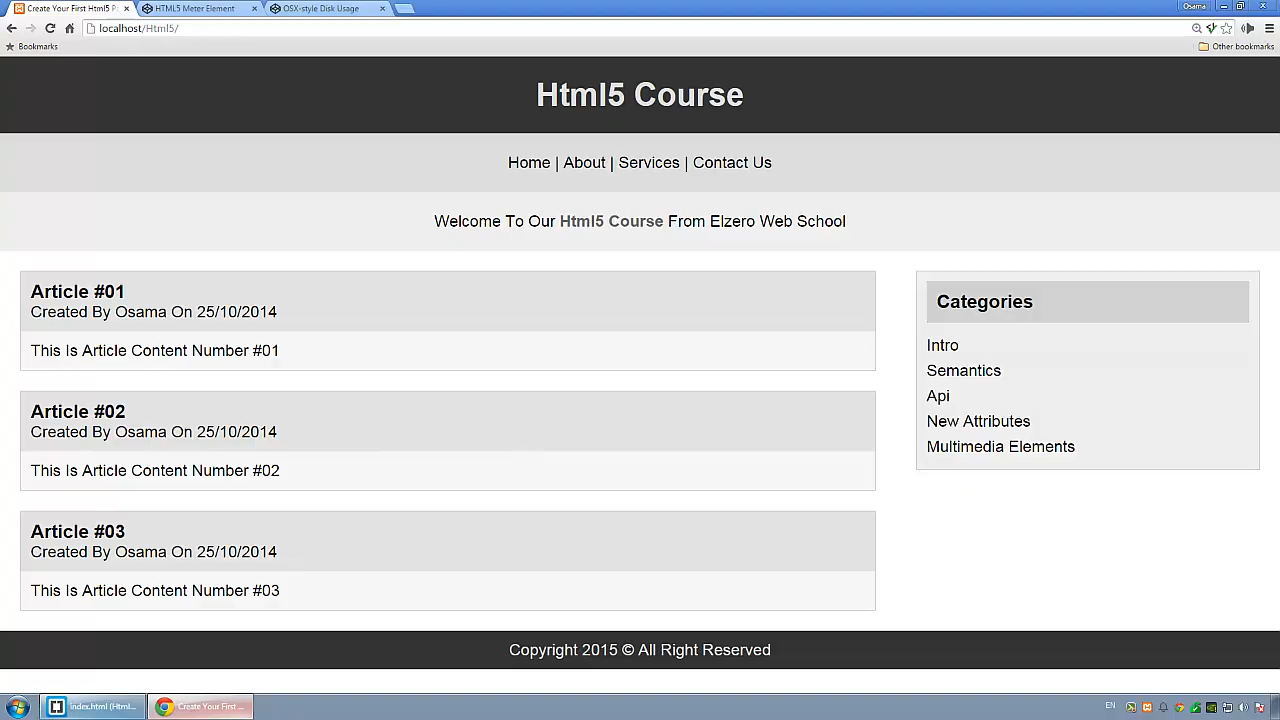 Create Your First Html5 Pa
HTML5 Meter Element
OSX-style Disk Usage
Osama
localhost/Html5/
Bookmarks
Other bookmarks
Html5 Course
Home | About | Services | Contact Us
Welcome To Our Html5 Course From Elzero Web School
Article #01
Created By Osama On 25/10/2014
This Is Article Content Number #01
Article #02
Created By Osama On 25/10/2014
This Is Article Content Number #02
Article #03
Created By Osama On 25/10/2014
This Is Article Content Number #03
Categories
Intro
Semantics
Api
New Attributes
Multimedia Elements
Copyright 2015 © All Right Reserved
index.html (Html...
Create Your First ...
EN